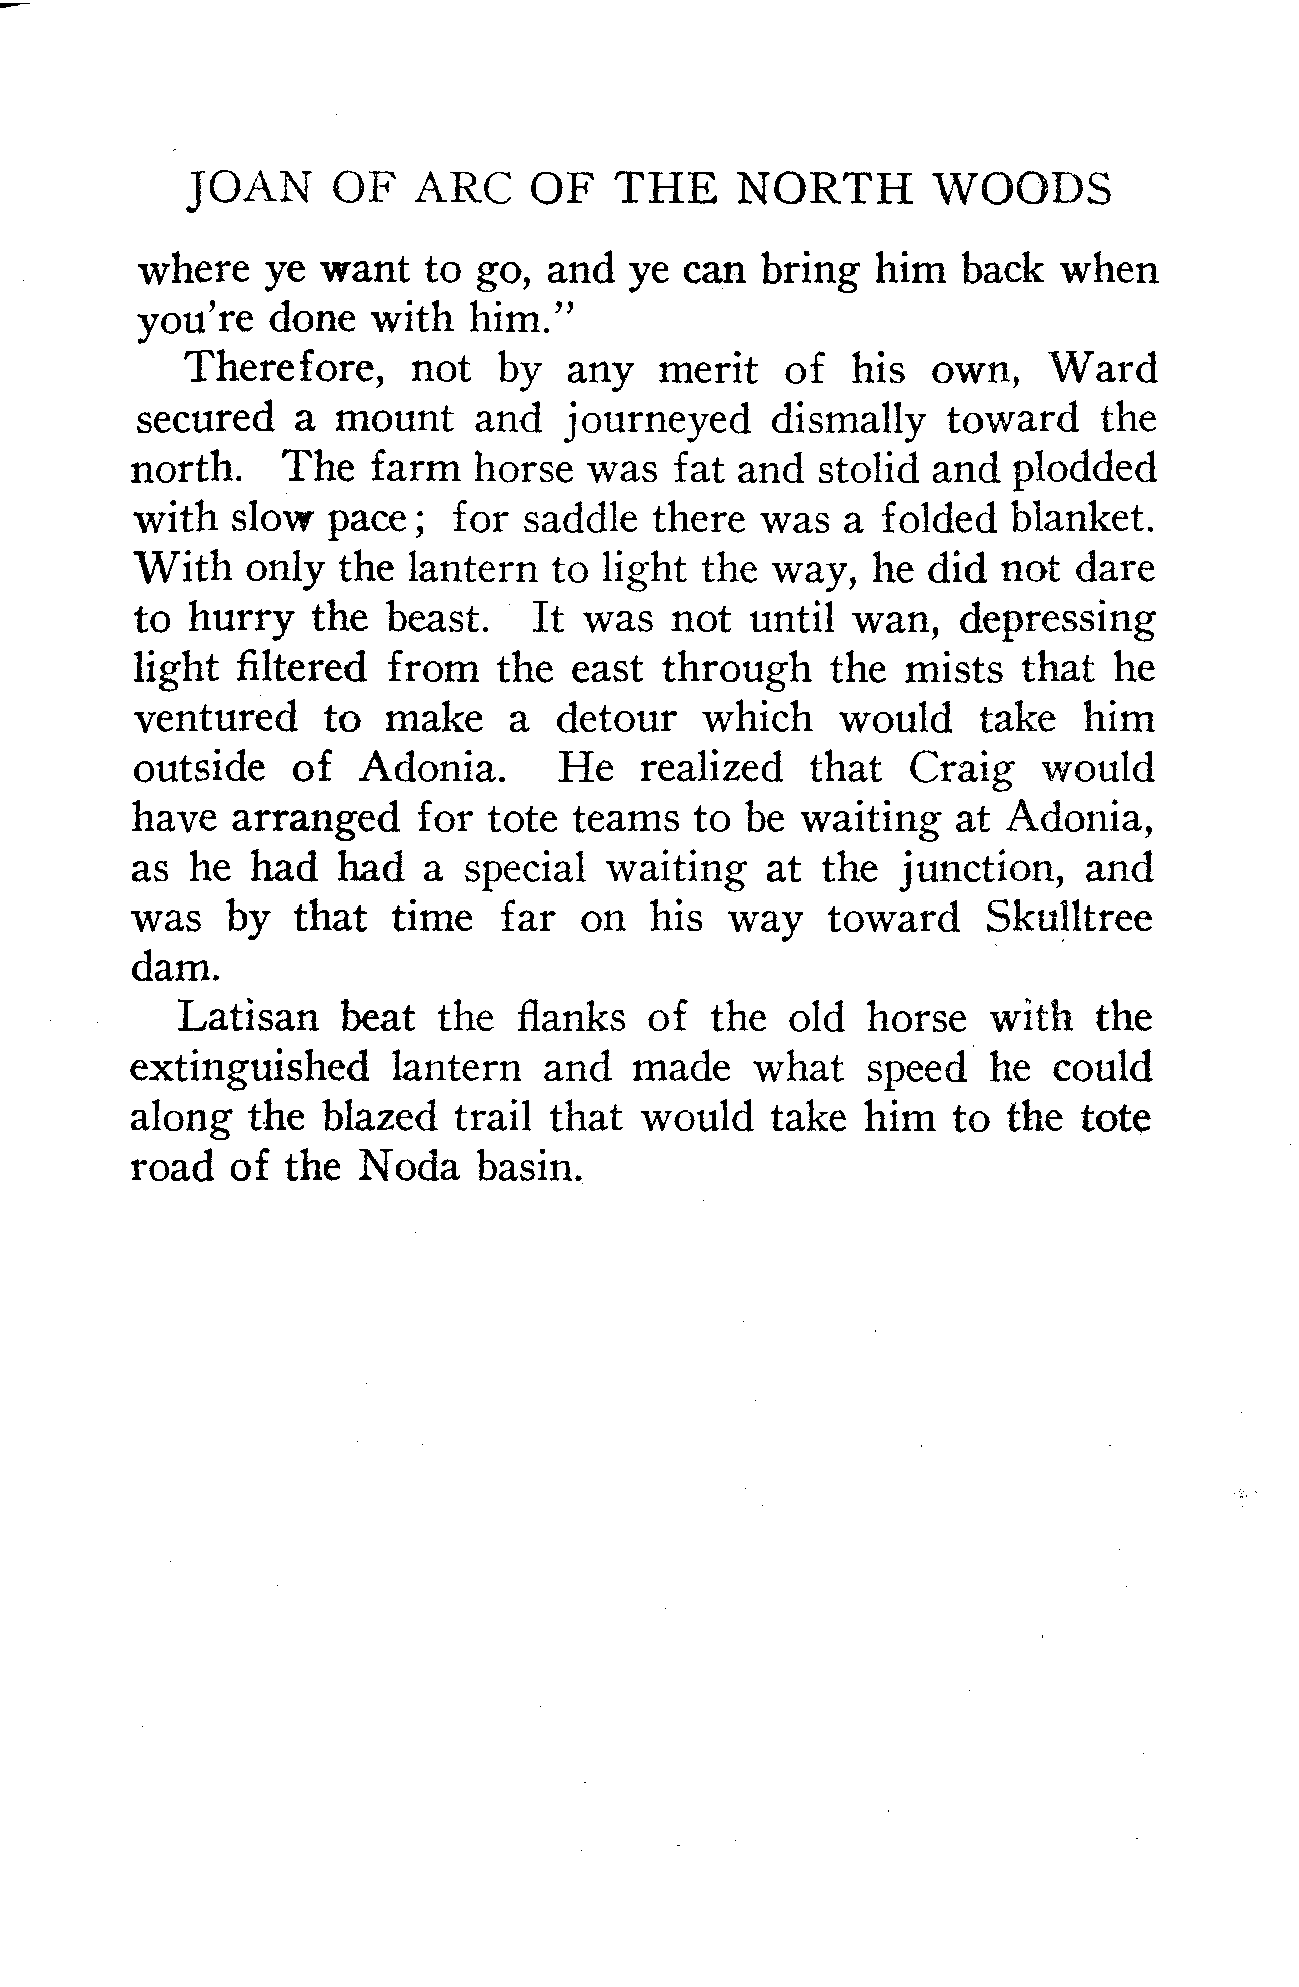 JOAN OF ARC OF THE NORTH WOODS
where ye want to go, and ye can bring him back when
you're done with him."
Therefore, not by any merit of his own, Ward
secured a mount and journeyed dismally toward the
north. The farm horse was fat and stolid and plodded
with slow pace; for saddle there was a folded blanket.
With only the lantern to light the way, he did not dare
to hurry the beast. It was not until wan, depressing
light filtered from the east through the mists that he
ventured to make a detour which would take him
outside of Adonia. He realized that Craig would
have arranged for tote teams to be waiting at Adonia,
as he had had a special waiting at the junction, and
was by that time far on his way toward Skulltree
dam.
Latisan beat the flanks of the old horse with the
extinguished lantern and made what speed he could
along the blazed trail that would take him to the tote
road of the Noda basin.